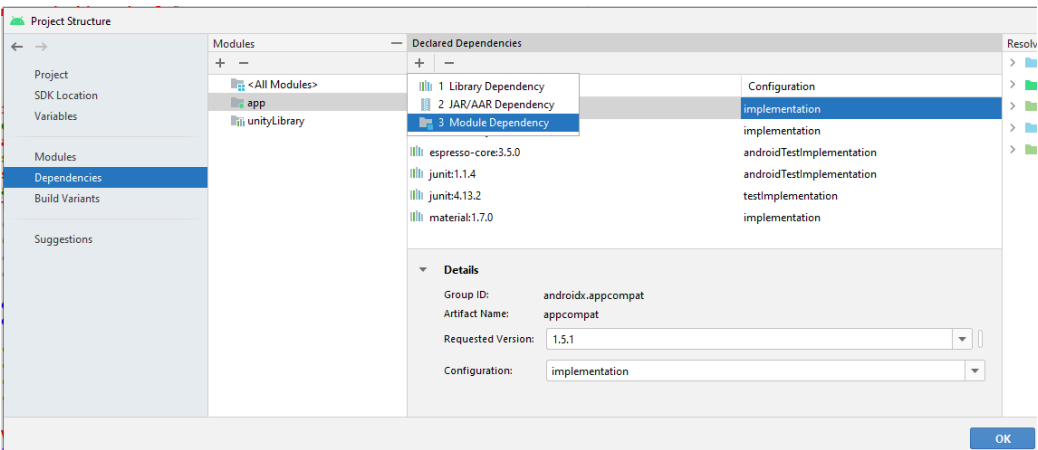 Project Structure
Project
SDK Location
Variables
Modules
Dependencies
Build Variants
Suggestions
Modules
<All Modules>
app
unityLibrary
Declared Dependencies
1 Library Dependency
2 JAR/AAR Dependency
3 Module Dependency
Configuration
implementation
implementation
espresso-core:3.5.0 androidTestImplementation
junit:1.1.4 androidTestImplementation
junit:4.13.2 testImplementation
material:1.7.0 implementation
Details
Group ID: androidx.appcompat
Artifact Name: appcompat
Requested Version: 1.5.1
Configuration: implementation
Resolv
OK